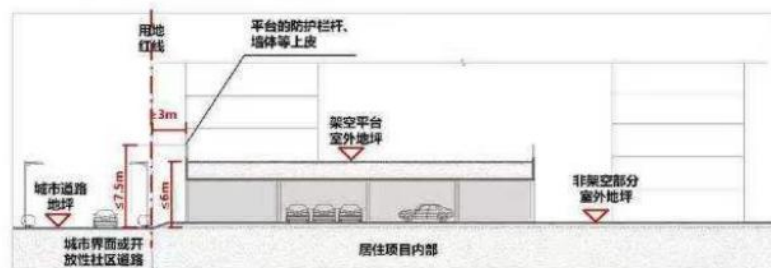 用地
红线
平台的防护栏杆、
墙体等上皮
≥3m
架空平台
室外地坪
≤7.5m
≤6m
城市道路
地坪
非架空部分
室外地坪
城市界面或开
放性社区道路
居住项目内部